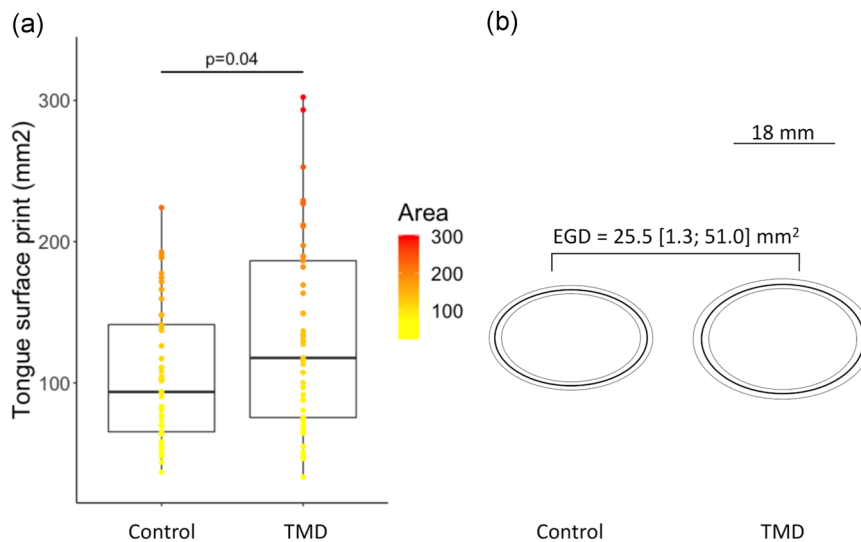 (a)
(b)
p=0.04
Tongue surface print (mm2)
300
200
100
Area
300
200
100
Control
TMD
18 mm
EGD = 25.5 [1.3; 51.0] mm²
Control
TMD